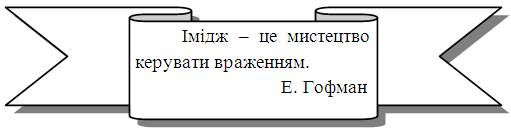 Імідж – це мистецтво
керувати враженням.
Е. Гофман